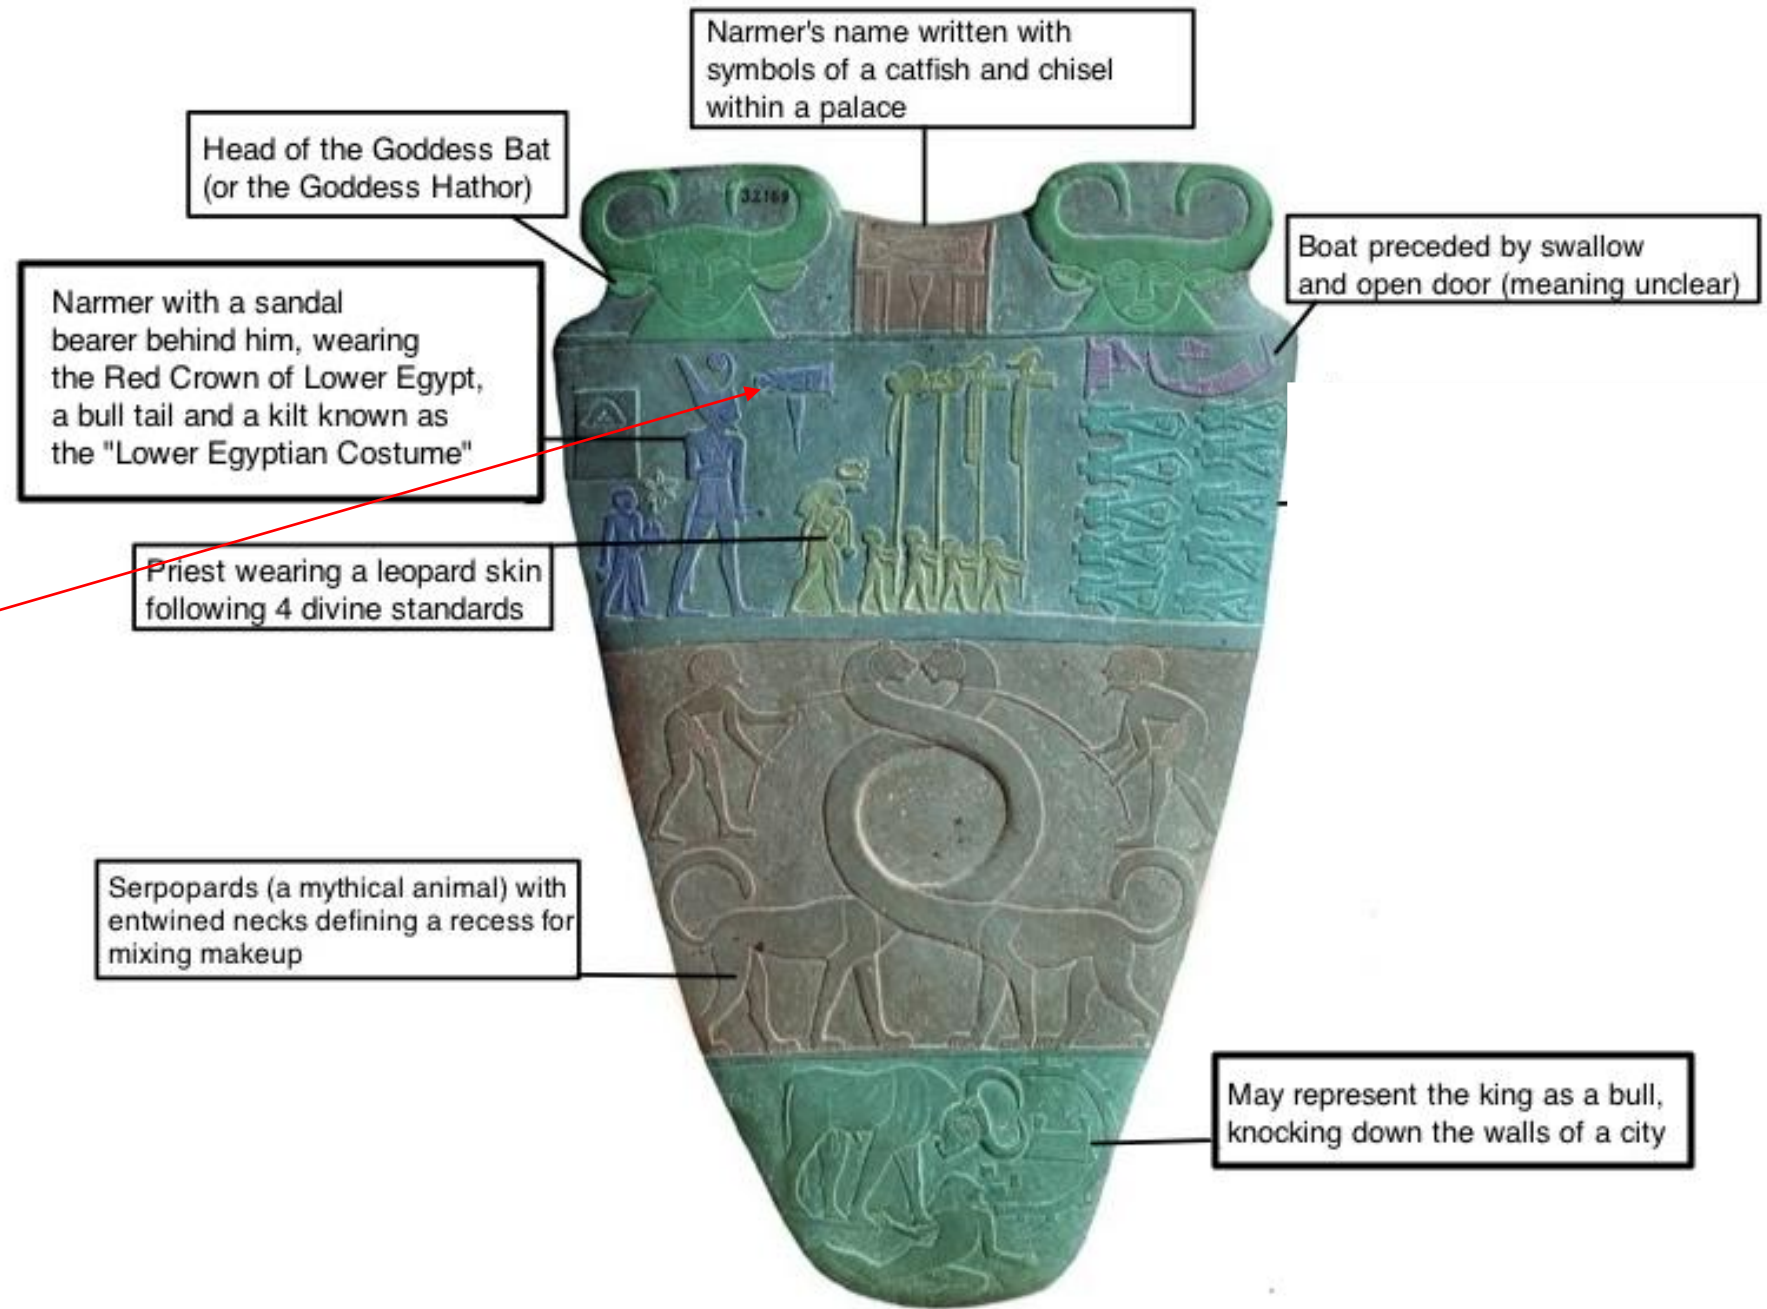 Narmer's name written with
symbols of a catfish and chisel
within a palace
Head of the Goddess Bat
(or the Goddess Hathor)
32169
Boat preceded by swallow
and open door (meaning unclear)
Narmer with a sandal
bearer behind him, wearing
the Red Crown of Lower Egypt,
a bull tail and a kilt known as
the "Lower Egyptian Costume"
Priest wearing a leopard skin
following 4 divine standards
Serpopards (a mythical animal) with
entwined necks defining a recess for
mixing makeup
May represent the king as a bull,
knocking down the walls of a city